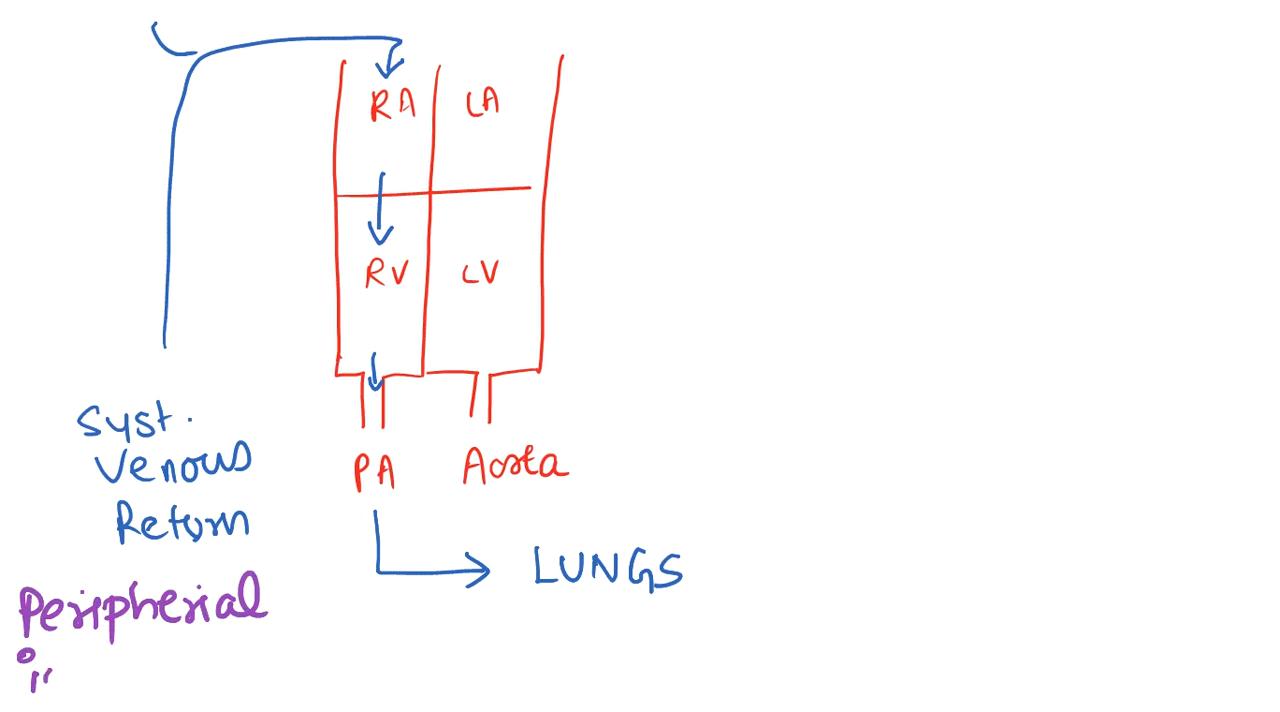 RA LA
RV LV
PA Aorta
Syst.
Venous
Return
LUNGS
Peripherial